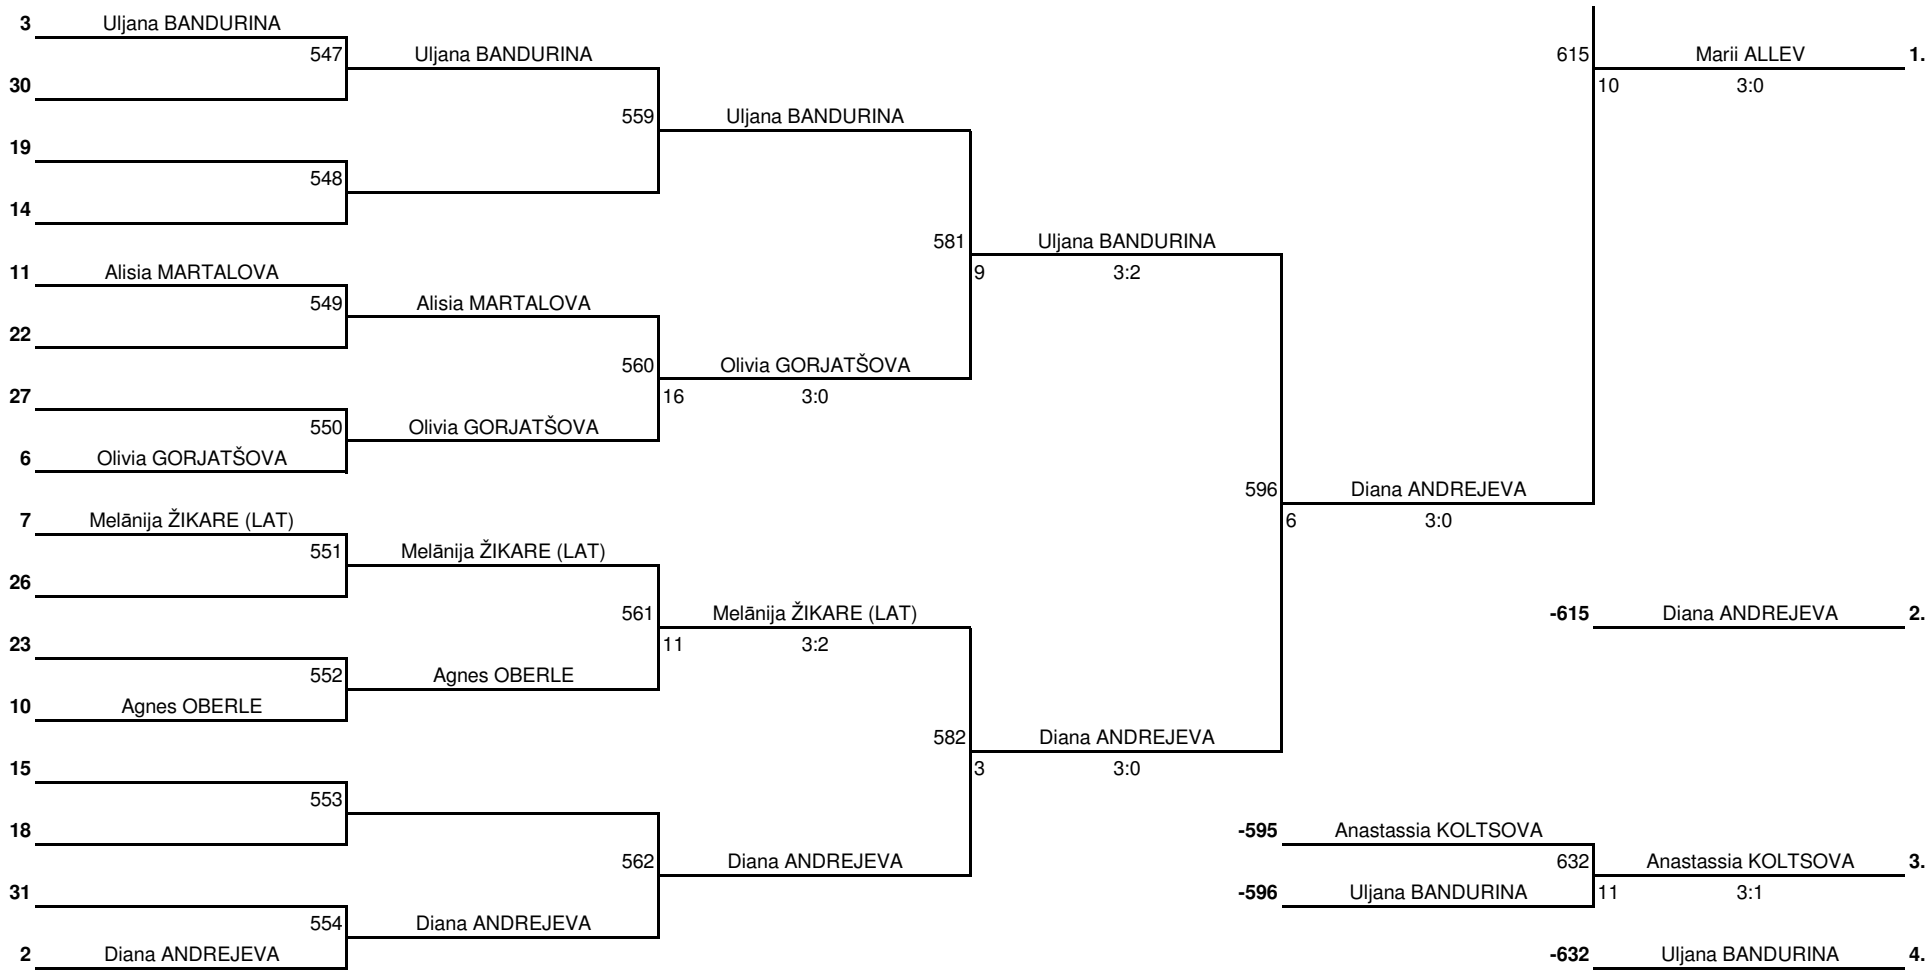 3 Uljana BANDURINA
547 Uljana BANDURINA
615 Marii ALLEV 1.
30
10 3:0
559 Uljana BANDURINA
19
548
14
581 Uljana BANDURINA
11 Alisia MARTALOVA
9 3:2
549 Alisia MARTALOVA
22
560 Olivia GORJATŠOVA
27
16 3:0
550 Olivia GORJATŠOVA
6 Olivia GORJATŠOVA
596 Diana ANDREJEVA
7 Melānija ŽIKARE (LAT)
6 3:0
551 Melānija ŽIKARE (LAT)
26
561 Melānija ŽIKARE (LAT)
-615 Diana ANDREJEVA 2.
23
11 3:2
552 Agnes OBERLE
10 Agnes OBERLE
582 Diana ANDREJEVA
15
3 3:0
553
18
-595 Anastassia KOLTSOVA
562 Diana ANDREJEVA
632 Anastassia KOLTSOVA 3.
31
-596 Uljana BANDURINA
11 3:1
554 Diana ANDREJEVA
2 Diana ANDREJEVA
-632 Uljana BANDURINA 4.